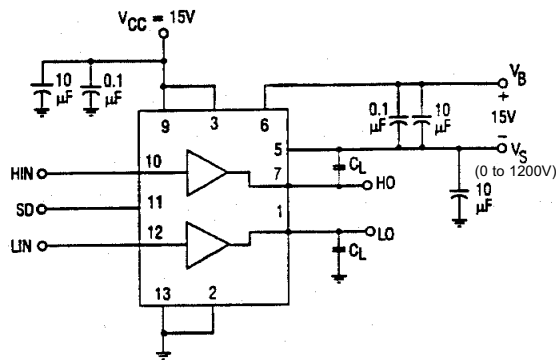 VCC = 15V
10 μF
0.1 μF
9
3
6
0.1 μF
10 μF
VB
+
15V
−
VS
(0 to 1200V)
5
CL
7
HO
10 μF
HIN
10
SD
11
1
LIN
12
LO
CL
13
2